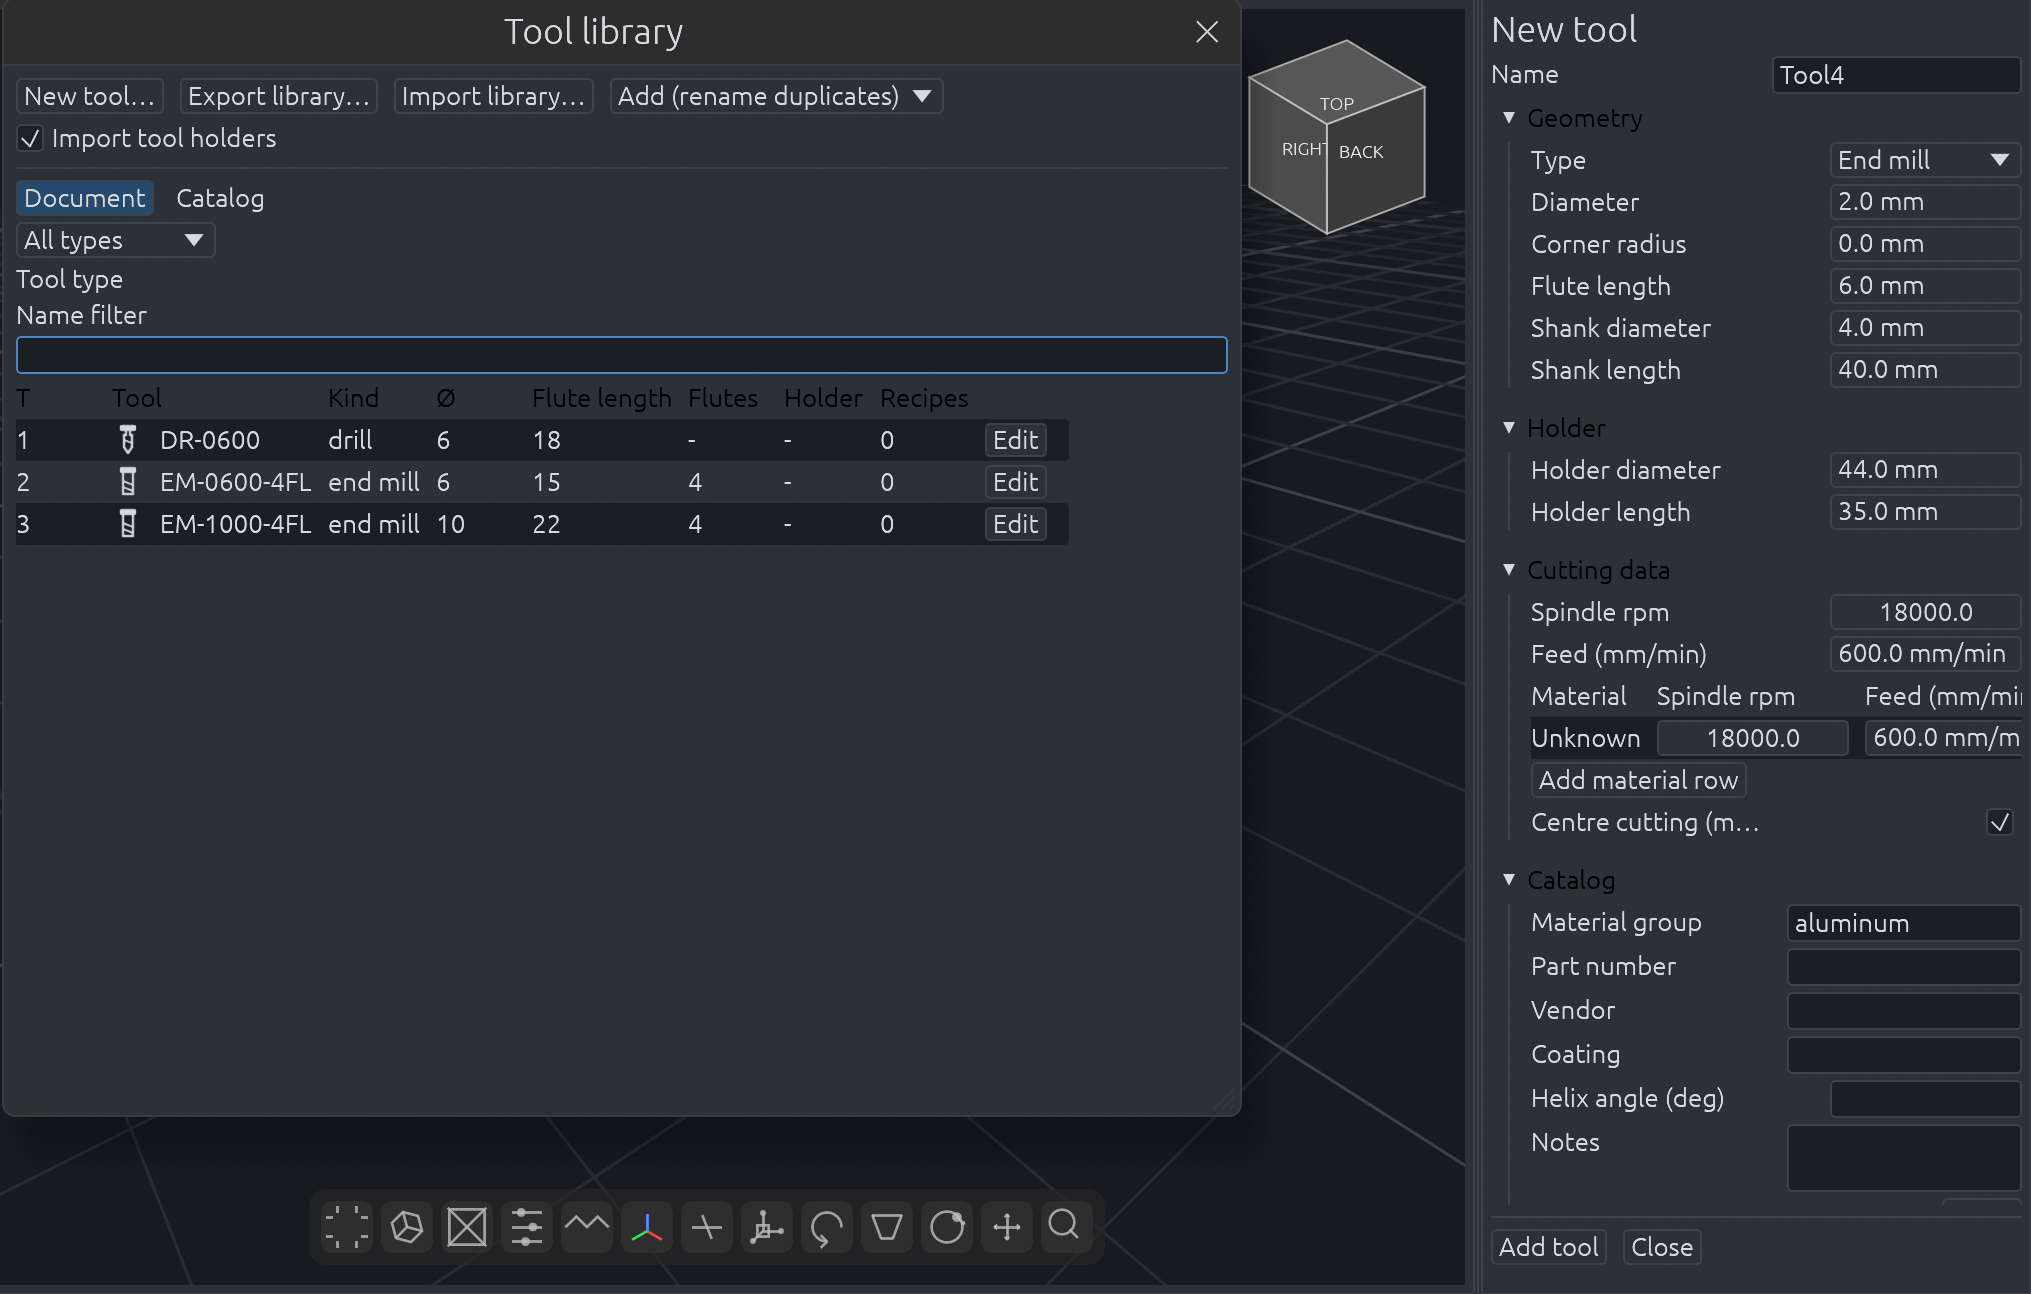 Tool library
New tool... Export library... Import library... Add (rename duplicates)
Import tool holders
Document Catalog
All types
Tool type
Name filter
T Tool Kind Ø Flute length Flutes Holder Recipes
1 DR-0600 drill 6 18 - - 0 Edit
2 EM-0600-4FL end mill 6 15 4 - 0 Edit
3 EM-1000-4FL end mill 10 22 4 - 0 Edit
TOP
RIGHT BACK
New tool
Name Tool4
Geometry
Type End mill
Diameter 2.0 mm
Corner radius 0.0 mm
Flute length 6.0 mm
Shank diameter 4.0 mm
Shank length 40.0 mm
Holder
Holder diameter 44.0 mm
Holder length 35.0 mm
Cutting data
Spindle rpm 18000.0
Feed (mm/min) 600.0 mm/min
Material Spindle rpm Feed (mm/mi
Unknown 18000.0 600.0 mm/m
Add material row
Centre cutting (m...
Catalog
Material group aluminum
Part number
Vendor
Coating
Helix angle (deg)
Notes
Add tool Close